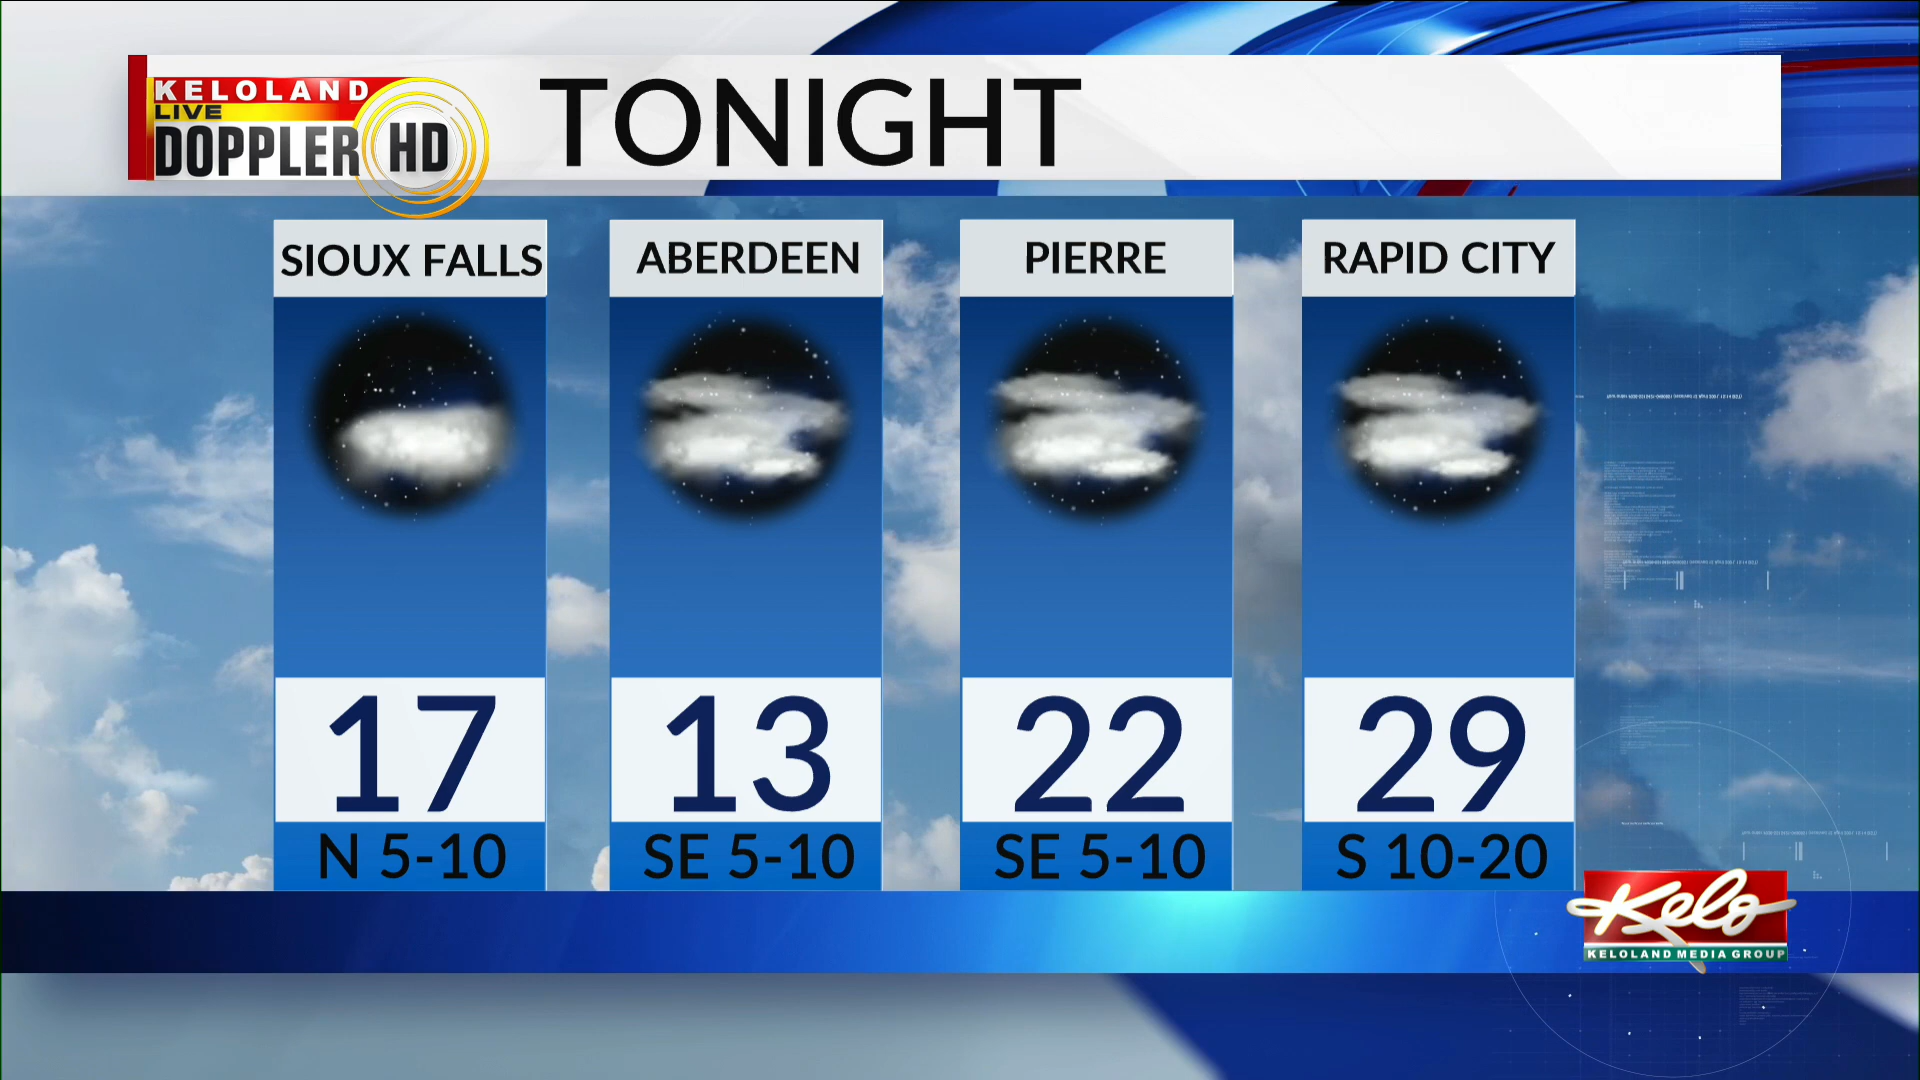 KELOLAND
LIVE
DOPPLER HD
TONIGHT
SIOUX FALLS
ABERDEEN
PIERRE
RAPID CITY
17
13
22
29
N 5-10
SE 5-10
SE 5-10
S 10-20
Kelo
KELOLAND MEDIA GROUP